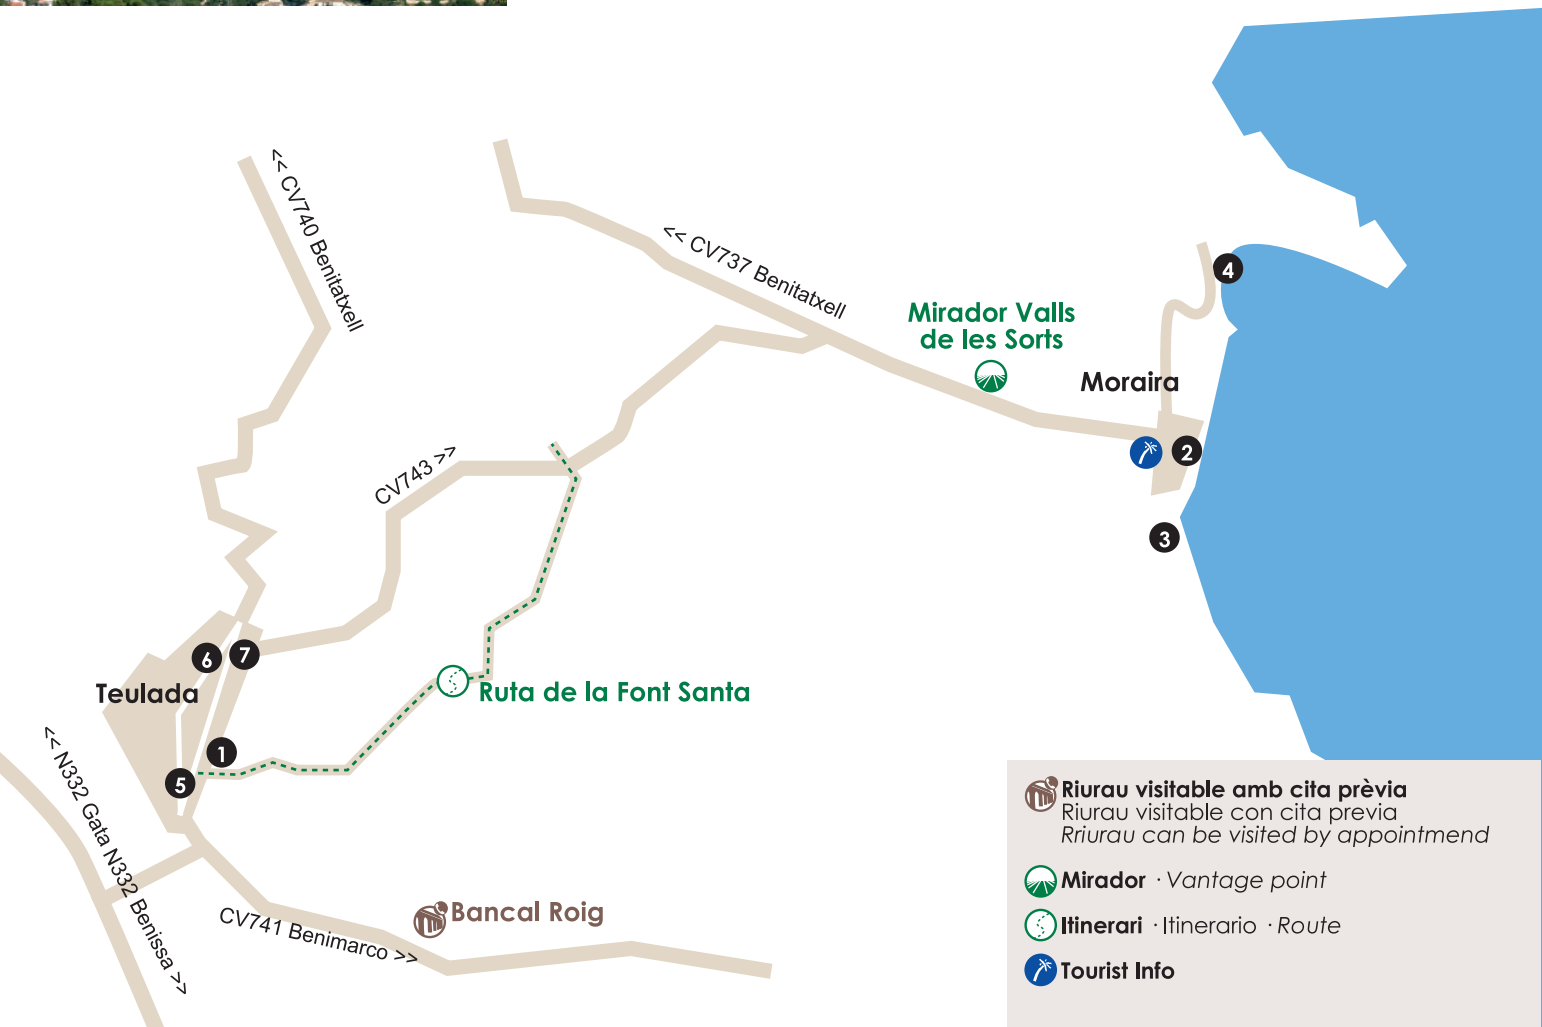 << CV740 Benitatxell
<< CV737 Benitatxell
Mirador Valls
de les Sorts
4
Moraira
2
3
CV743 >>
6
7
Teulada
Ruta de la Font Santa
1
5
<< N332 Gata N332 Benissa >>
CV741 Benimarco >>
Bancal Roig
Riurau visitable amb cita prèvia
Riurau visitable con cita previa
Rriurau can be visited by appointmend
Mirador · Vantage point
Itinerari · Itinerario · Route
Tourist Info